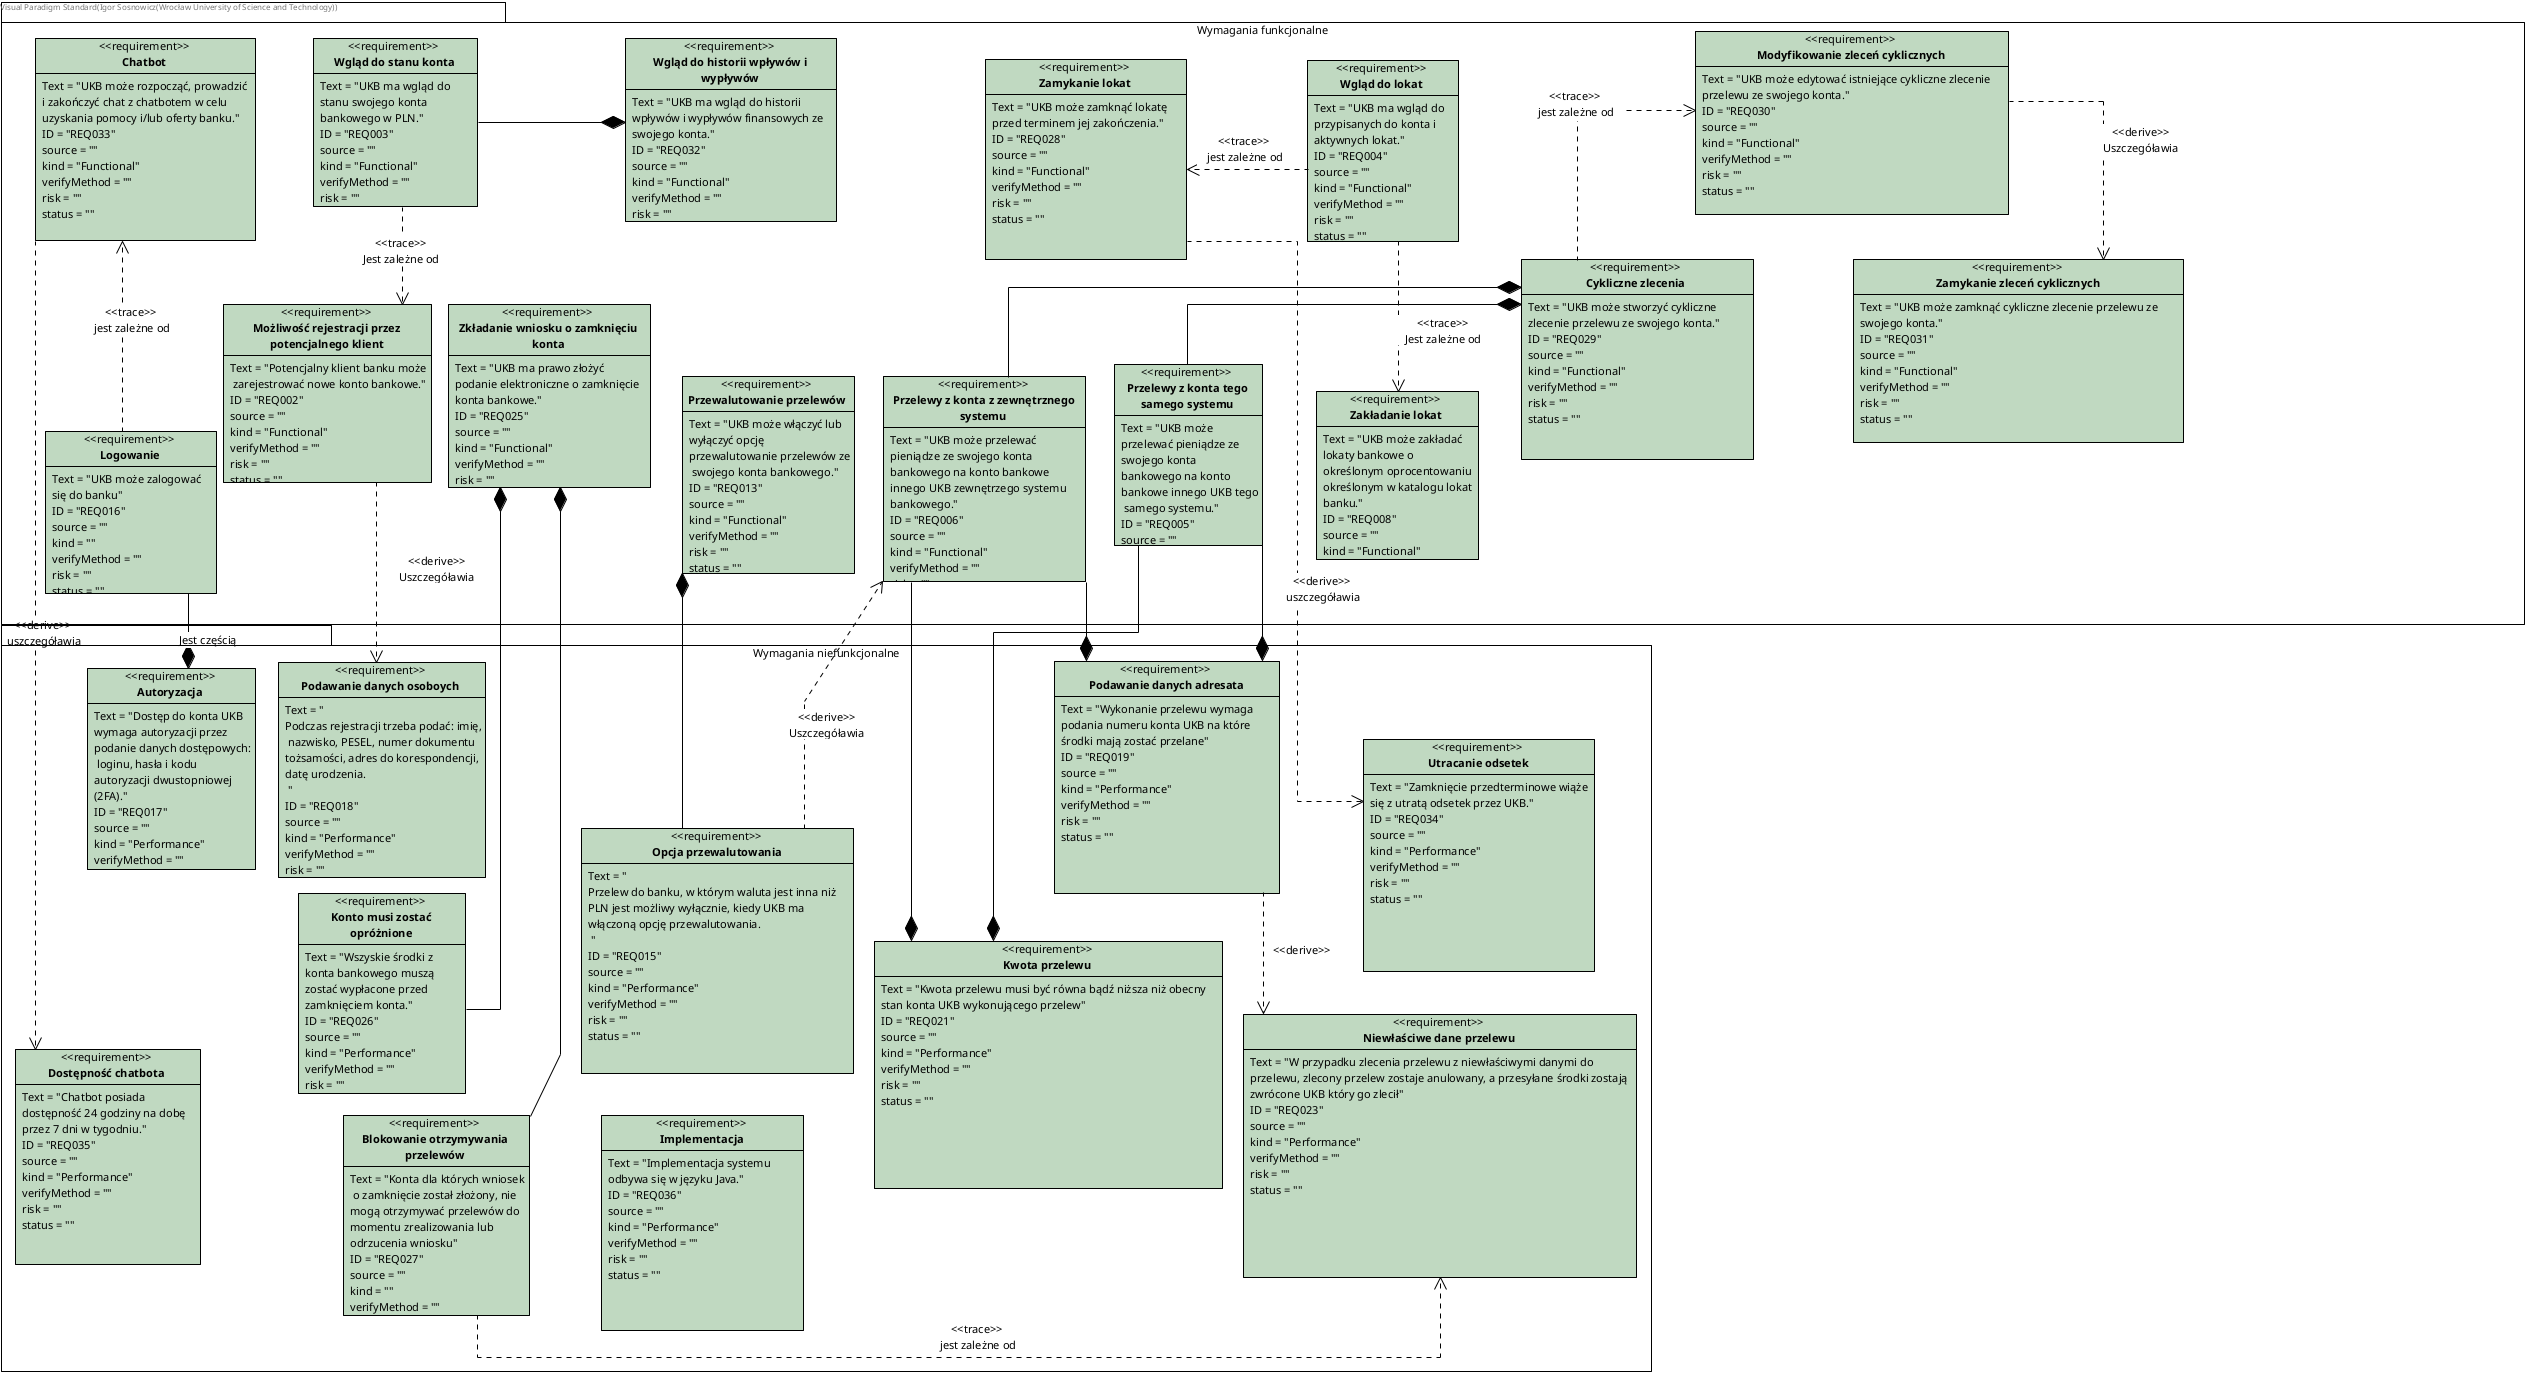 Visual Paradigm Standard(Igor Sosnowicz(Wrocław University of Science and Technology))
Wymagania funkcjonalne
<<requirement>>
Chatbot
Text = "UKB może rozpocząć, prowadzić
i zakończyć chat z chatbotem w celu
uzyskania pomocy i/lub oferty banku."
ID = "REQ033"
source = ""
kind = "Functional"
verifyMethod = ""
risk = ""
status = ""
<<requirement>>
Wgląd do stanu konta
Text = "UKB ma wgląd do
stanu swojego konta
bankowego w PLN."
ID = "REQ003"
source = ""
kind = "Functional"
verifyMethod = ""
risk = ""
<<requirement>>
Wgląd do historii wpływów i
wypływów
Text = "UKB ma wgląd do historii
wpływów i wypływów finansowych ze
swojego konta."
ID = "REQ032"
source = ""
kind = "Functional"
verifyMethod = ""
risk = ""
<<requirement>>
Zamykanie lokat
Text = "UKB może zamknąć lokatę
przed terminem jej zakończenia."
ID = "REQ028"
source = ""
kind = "Functional"
verifyMethod = ""
risk = ""
status = ""
<<trace>>
jest zależne od
<<requirement>>
Wgląd do lokat
Text = "UKB ma wgląd do
przypisanych do konta i
aktywnych lokat."
ID = "REQ004"
source = ""
kind = "Functional"
verifyMethod = ""
risk = ""
status = ""
<<trace>>
jest zależne od
<<requirement>>
Modyfikowanie zleceń cyklicznych
Text = "UKB może edytować istniejące cykliczne zlecenie
przelewu ze swojego konta."
ID = "REQ030"
source = ""
kind = "Functional"
verifyMethod = ""
risk = ""
status = ""
<<derive>>
Uszczegóławia
<<trace>>
Jest zależne od
<<trace>>
jest zależne od
<<requirement>>
Możliwość rejestracji przez
potencjalnego klient
Text = "Potencjalny klient banku może
zarejestrować nowe konto bankowe."
ID = "REQ002"
source = ""
kind = "Functional"
verifyMethod = ""
risk = ""
status = ""
<<requirement>>
Zkładanie wniosku o zamknięciu
konta
Text = "UKB ma prawo złożyć
podanie elektroniczne o zamknięcie
konta bankowe."
ID = "REQ025"
source = ""
kind = "Functional"
verifyMethod = ""
risk = ""
<<requirement>>
Przewalutowanie przelewów
Text = "UKB może włączyć lub
wyłączyć opcję
przewalutowanie przelewów ze
swojego konta bankowego."
ID = "REQ013"
source = ""
kind = "Functional"
verifyMethod = ""
risk = ""
status = ""
<<requirement>>
Przelewy z konta z zewnętrznego
systemu
Text = "UKB może przelewać
pieniądze ze swojego konta
bankowego na konto bankowe
innego UKB zewnętrzego systemu
bankowego."
ID = "REQ006"
source = ""
kind = "Functional"
verifyMethod = ""
<<requirement>>
Przelewy z konta tego
samego systemu
Text = "UKB może
przelewać pieniądze ze
swojego konta
bankowego na konto
bankowe innego UKB tego
samego systemu."
ID = "REQ005"
source = ""
<<trace>>
Jest zależne od
<<requirement>>
Zakładanie lokat
Text = "UKB może zakładać
lokaty bankowe o
określonym oprocentowaniu
określonym w katalogu lokat
banku."
ID = "REQ008"
source = ""
kind = "Functional"
<<requirement>>
Cykliczne zlecenia
Text = "UKB może stworzyć cykliczne
zlecenie przelewu ze swojego konta."
ID = "REQ029"
source = ""
kind = "Functional"
verifyMethod = ""
risk = ""
status = ""
<<requirement>>
Zamykanie zleceń cyklicznych
Text = "UKB może zamknąć cykliczne zlecenie przelewu ze
swojego konta."
ID = "REQ031"
source = ""
kind = "Functional"
verifyMethod = ""
risk = ""
status = ""
<<requirement>>
Logowanie
Text = "UKB może zalogować
się do banku"
ID = "REQ016"
source = ""
kind = ""
verifyMethod = ""
risk = ""
status = ""
<<derive>>
Uszczegóławia
<<derive>>
uszczegóławia
<<derive>>
uszczegóławia
Jest częścią
Wymagania niefunkcjonalne
<<requirement>>
Autoryzacja
Text = "Dostęp do konta UKB
wymaga autoryzacji przez
podanie danych dostępowych:
loginu, hasła i kodu
autoryzacji dwustopniowej
(2FA)."
ID = "REQ017"
source = ""
kind = "Performance"
verifyMethod = ""
<<requirement>>
Podawanie danych osoboych
Text = "
Podczas rejestracji trzeba podać: imię,
nazwisko, PESEL, numer dokumentu
tożsamości, adres do korespondencji,
datę urodzenia.
"
ID = "REQ018"
source = ""
kind = "Performance"
verifyMethod = ""
risk = ""
<<derive>>
Uszczegóławia
<<requirement>>
Podawanie danych adresata
Text = "Wykonanie przelewu wymaga
podania numeru konta UKB na które
środki mają zostać przelane"
ID = "REQ019"
source = ""
kind = "Performance"
verifyMethod = ""
risk = ""
status = ""
<<requirement>>
Utracanie odsetek
Text = "Zamknięcie przedterminowe wiąże
się z utratą odsetek przez UKB."
ID = "REQ034"
source = ""
kind = "Performance"
verifyMethod = ""
risk = ""
status = ""
<<requirement>>
Konto musi zostać
opróżnione
Text = "Wszyskie środki z
konta bankowego muszą
zostać wypłacone przed
zamknięciem konta."
ID = "REQ026"
source = ""
kind = "Performance"
verifyMethod = ""
risk = ""
<<requirement>>
Opcja przewalutowania
Text = "
Przelew do banku, w którym waluta jest inna niż
PLN jest możliwy wyłącznie, kiedy UKB ma
włączoną opcję przewalutowania.
"
ID = "REQ015"
source = ""
kind = "Performance"
verifyMethod = ""
risk = ""
status = ""
<<requirement>>
Kwota przelewu
Text = "Kwota przelewu musi być równa bądź niższa niż obecny
stan konta UKB wykonującego przelew"
ID = "REQ021"
source = ""
kind = "Performance"
verifyMethod = ""
risk = ""
status = ""
<<derive>>
<<requirement>>
Niewłaściwe dane przelewu
Text = "W przypadku zlecenia przelewu z niewłaściwymi danymi do
przelewu, zlecony przelew zostaje anulowany, a przesyłane środki zostają
zwrócone UKB który go zlecił"
ID = "REQ023"
source = ""
kind = "Performance"
verifyMethod = ""
risk = ""
status = ""
<<requirement>>
Dostępność chatbota
Text = "Chatbot posiada
dostępność 24 godziny na dobę
przez 7 dni w tygodniu."
ID = "REQ035"
source = ""
kind = "Performance"
verifyMethod = ""
risk = ""
status = ""
<<requirement>>
Blokowanie otrzymywania
przelewów
Text = "Konta dla których wniosek
o zamknięcie został złożony, nie
mogą otrzymywać przelewów do
momentu zrealizowania lub
odrzucenia wniosku"
ID = "REQ027"
source = ""
kind = ""
verifyMethod = ""
<<requirement>>
Implementacja
Text = "Implementacja systemu
odbywa się w języku Java."
ID = "REQ036"
source = ""
kind = "Performance"
verifyMethod = ""
risk = ""
status = ""
<<trace>>
jest zależne od